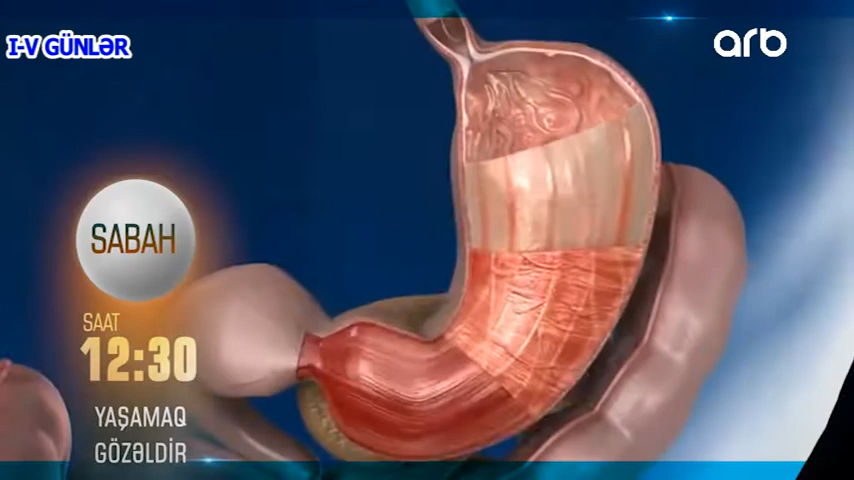 I-V GÜNLƏR
arb
SABAH
SAAT
12:30
YAŞAMAQ
GÖZƏLDİR